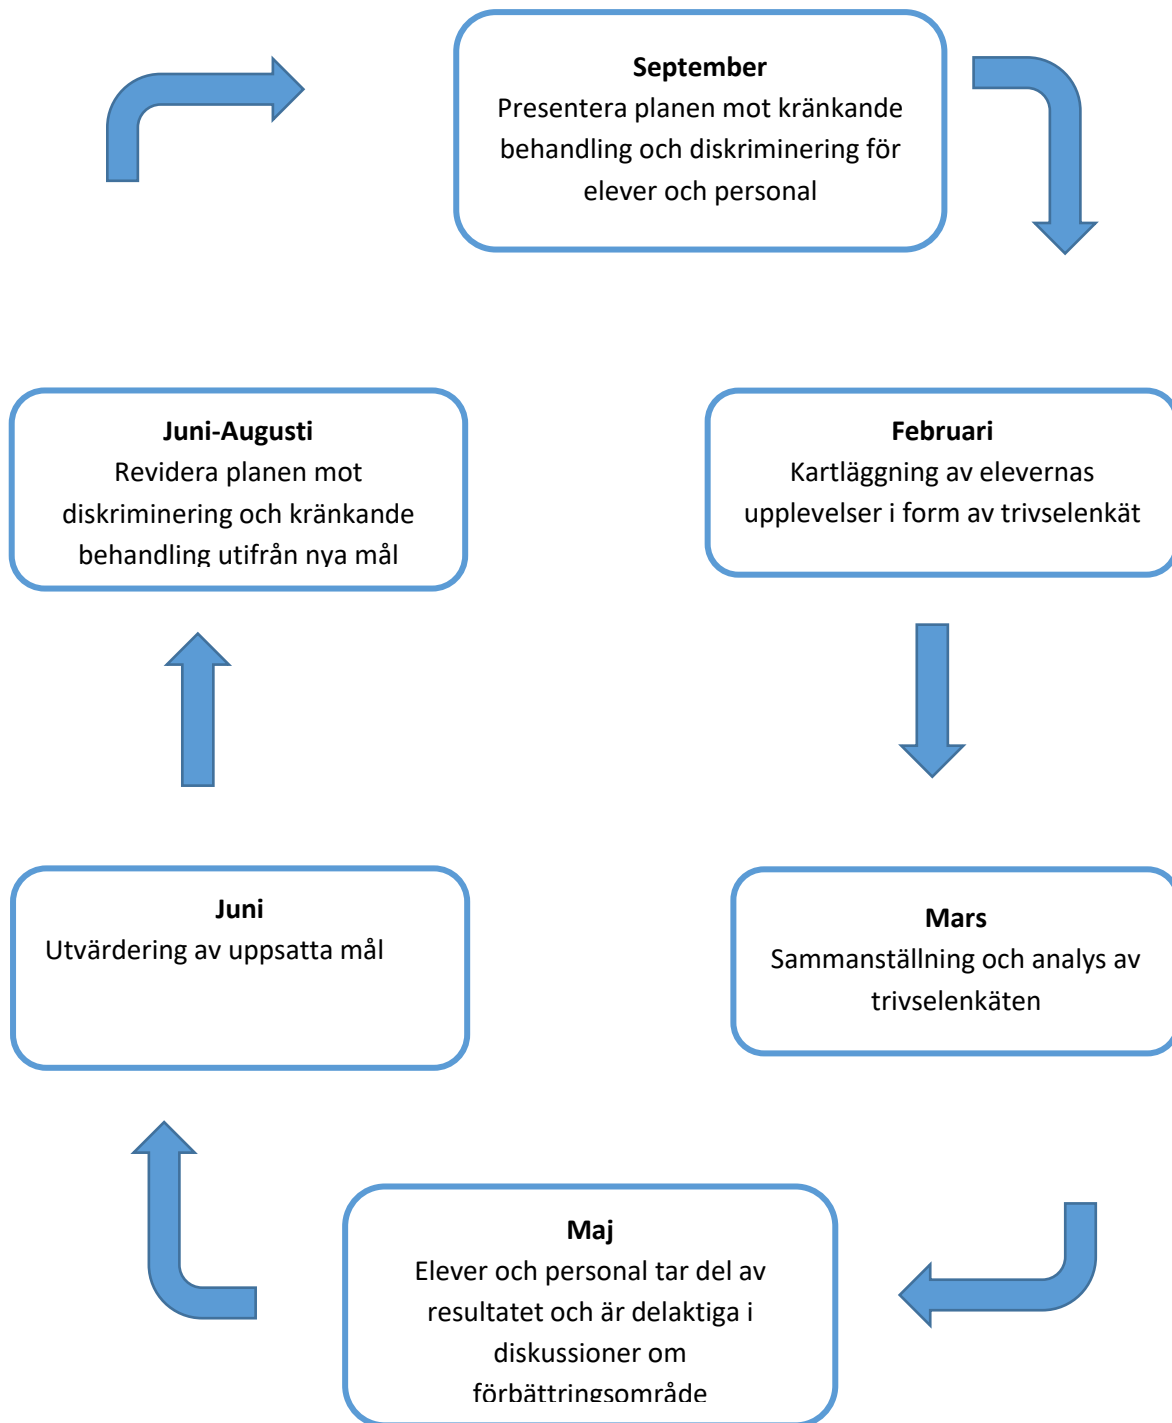 September
Presentera planen mot kränkande
behandling och diskriminering för
elever och personal
Februari
Kartläggning av elevernas
upplevelser i form av trivselenkät
Mars
Sammanställning och analys av
trivselenkäten
Maj
Elever och personal tar del av
resultatet och är delaktiga i
diskussioner om
förbättringsområde
Juni
Utvärdering av uppsatta mål
Juni-Augusti
Revidera planen mot
diskriminering och kränkande
behandling utifrån nya mål